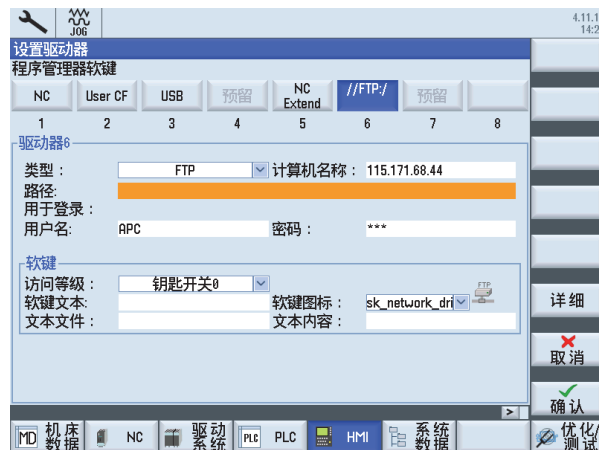 JOG
4.11.1
14:2
设置驱动器
程序管理器软键
NC User CF USB 预留 NC Extend //FTP:/ 预留
1 2 3 4 5 6 7 8
驱动器6
类型： FTP 计算机名称： 115.171.68.44
路径:
用于登录：
用户名: APC 密码： ***
软键
访问等级： 钥匙开关0
软键文本: 软键图标： sk_network_dri FTP
文本文件： 文本内容：
详细
取消
确认
>
MD 机床数据 NC 驱动系统 PLC PLC HMI 系统数据 优化/测试